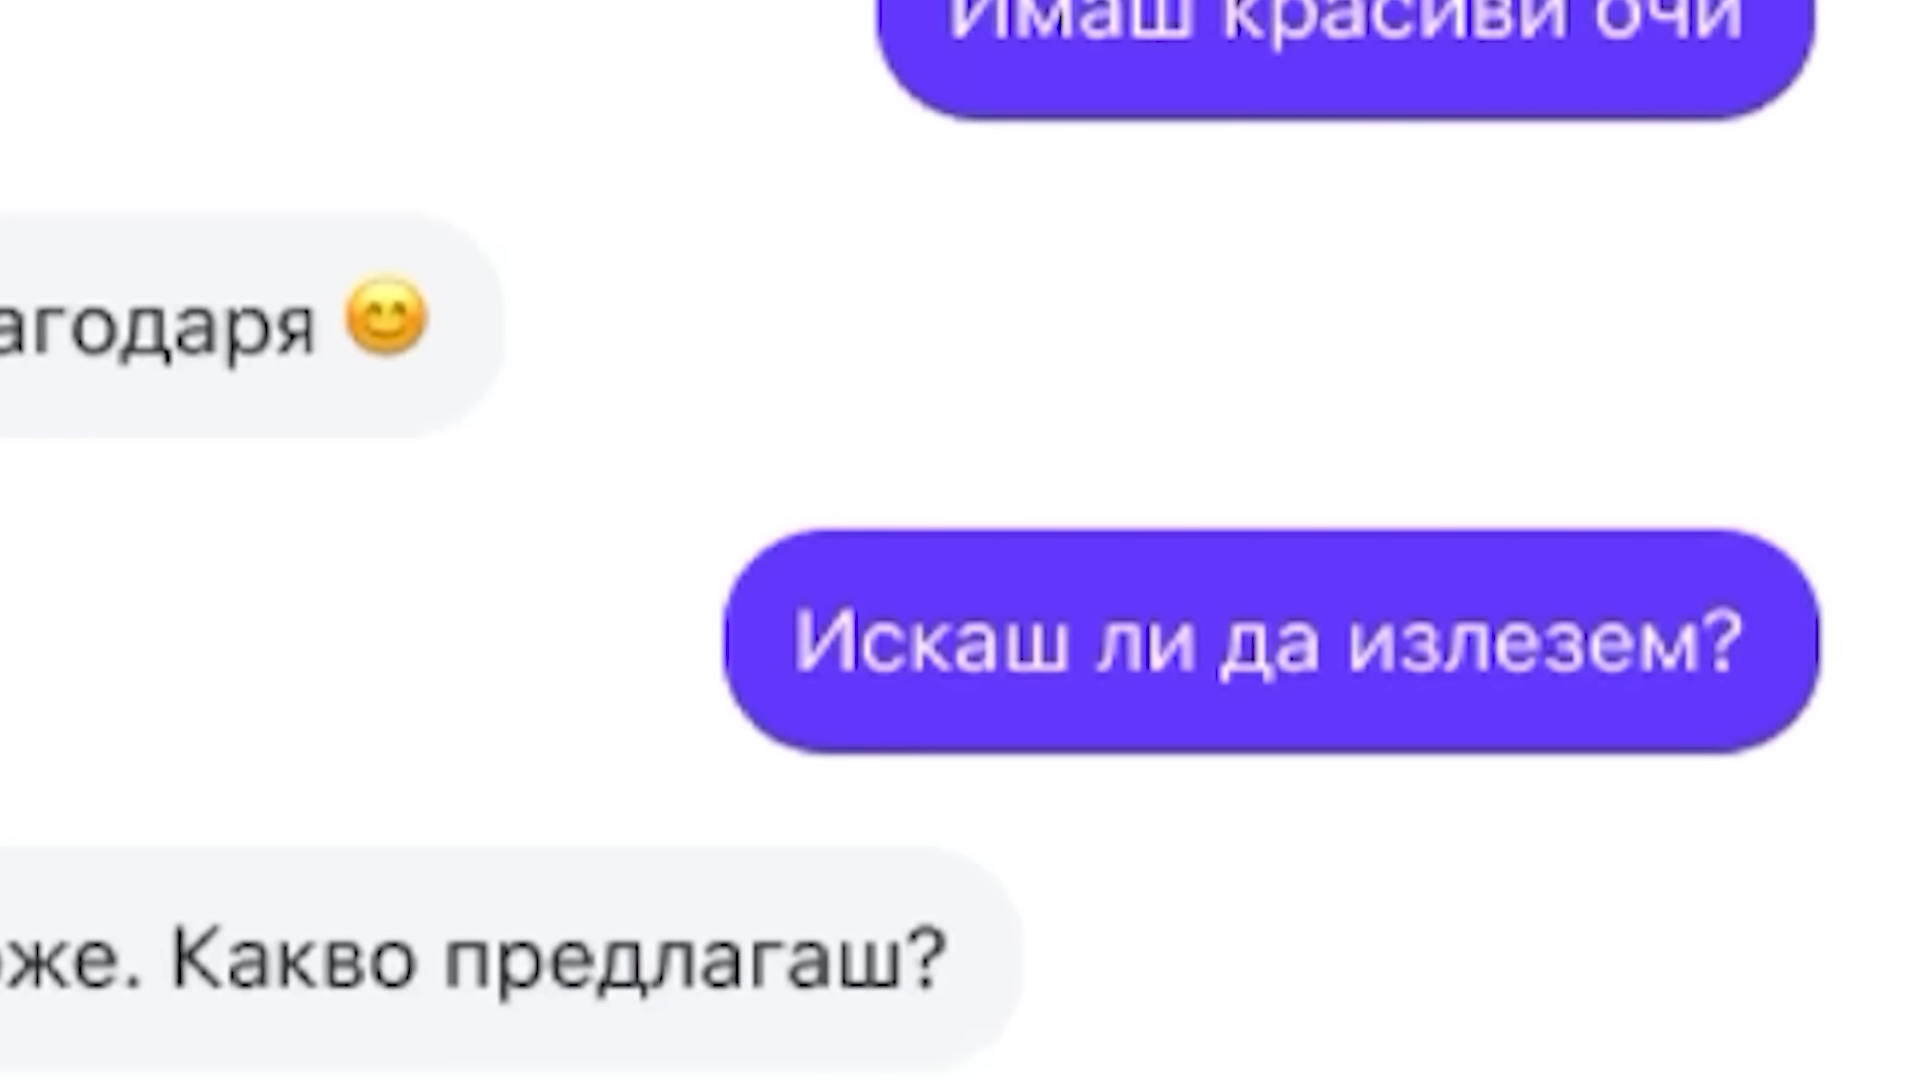 Имаш красиви очи
агодаря 😊
Искаш ли да излезем?
оже. Какво предлагаш?